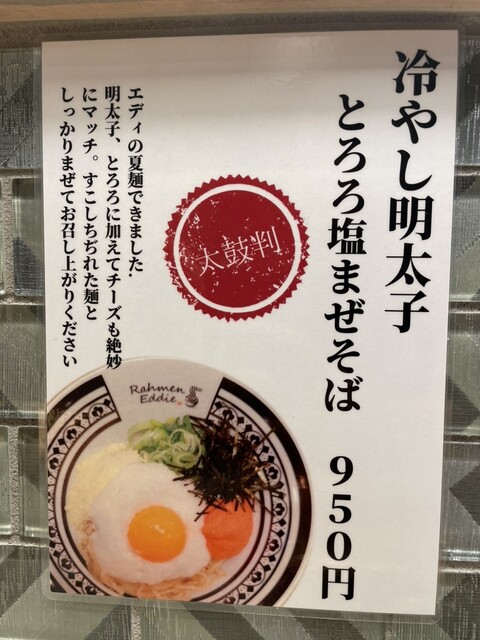 冷やし明太子
とろろ塩まぜそば 950円
太鼓判
エディの夏麺できました.
明太子、とろろに加えてチーズも絶妙
にマッチ。すこしちぢれた麺と
しっかりまぜてお召し上がりください
Rahmen
Eddie.